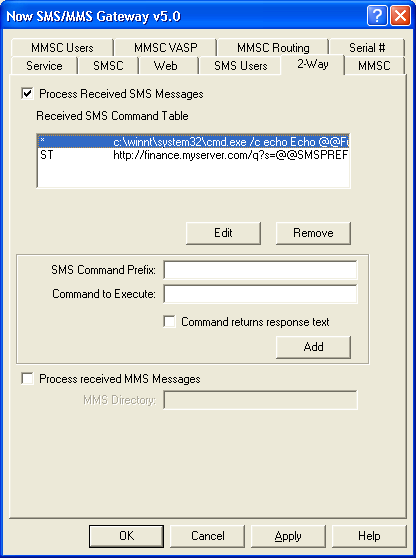 Now SMS/MMS Gateway v5.0
MMSC Users MMSC VASP MMSC Routing Serial #
Service SMSC Web SMS Users 2-Way MMSC
Process Received SMS Messages
Received SMS Command Table
* c:\winnt\system32\cmd.exe /c echo Echo @@Fu
ST http://finance.myserver.com/q?s=@@SMSPREF
Edit Remove
SMS Command Prefix:
Command to Execute:
Command returns response text
Add
Process received MMS Messages
MMS Directory:
OK Cancel Apply Help